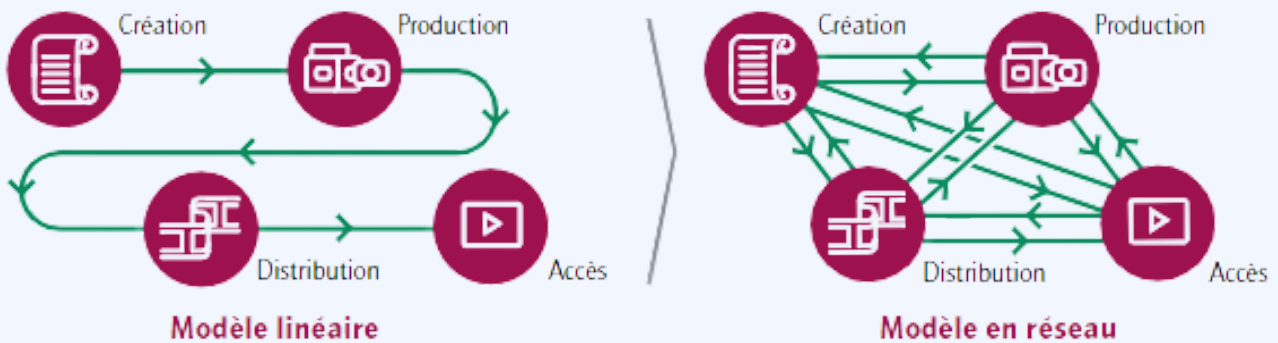 Création
Production
Distribution
Accès
Modèle linéaire
Création
Production
Distribution
Accès
Modèle en réseau